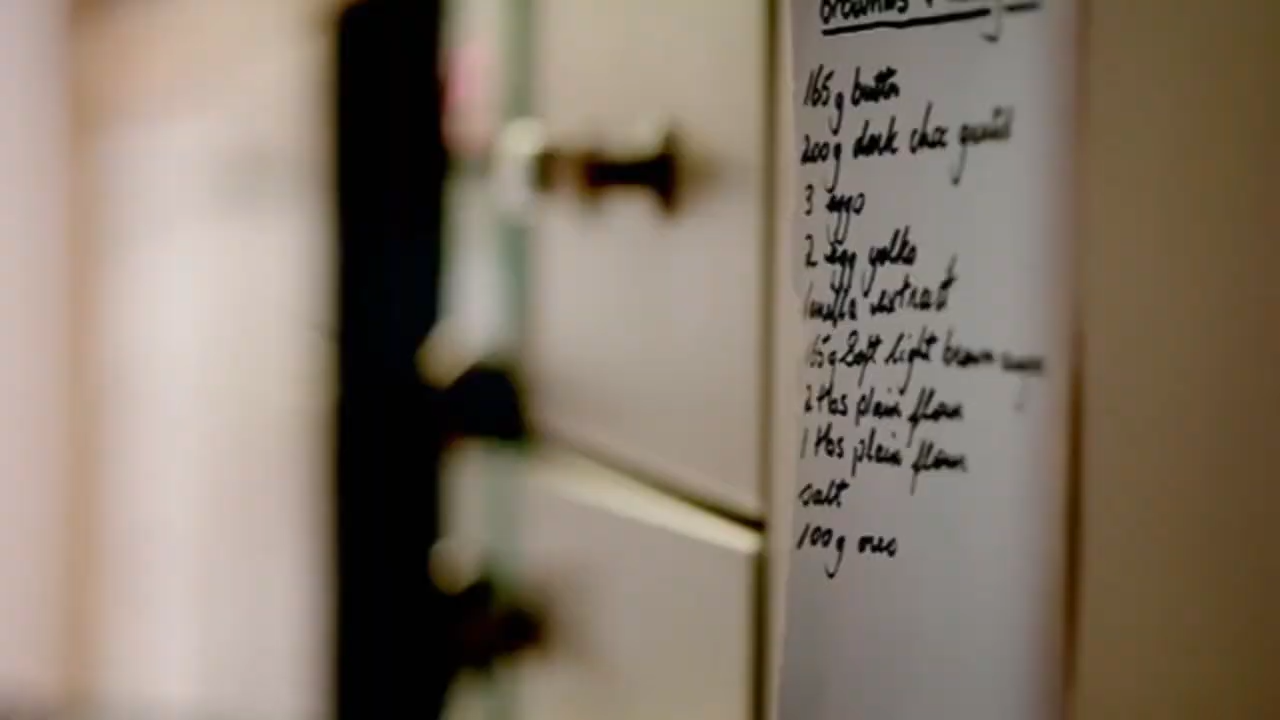 brownies
165g butter
200g dark choc grated
3 eggs
2 egg yolks
vanilla extract
165g Soft light brown sugar
2 tbs plain flour
1 tbs plain flour
salt
100g oreo